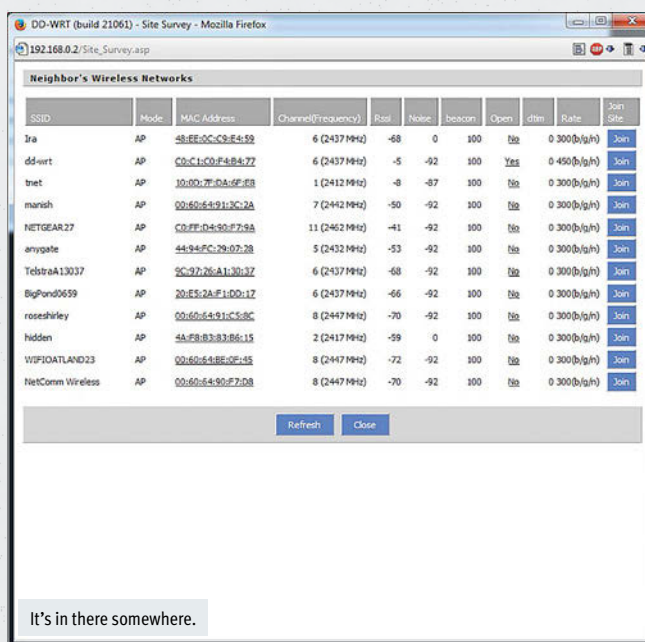 DD-WRT (build 21061) - Site Survey - Mozilla Firefox
192.168.0.2/Site_Survey.asp
Neighbor's Wireless Networks
SSID Mode MAC Address Channel(Frequency) Rssi Noise beacon Open dtim Rate Join Site
Ira AP 48:EE:0C:C9:E4:59 6 (2437 MHz) -68 0 100 No 0 300(b/g/n) Join
dd-wrt AP C0:C1:C0:F4:B4:77 6 (2437 MHz) -5 -92 100 Yes 0 450(b/g/n) Join
tnet AP 10:0D:7F:DA:6F:E8 1 (2412 MHz) -8 -87 100 No 0 300(b/g/n) Join
manish AP 00:60:64:91:3C:2A 7 (2442 MHz) -50 -92 100 No 0 300(b/g/n) Join
NETGEAR27 AP C0:FF:D4:90:F7:9A 11 (2462 MHz) -41 -92 100 No 0 300(b/g/n) Join
anygate AP 44:94:FC:29:07:28 5 (2432 MHz) -53 -92 100 No 0 300(b/g/n) Join
TelstraA13037 AP 9C:97:26:A1:30:37 6 (2437 MHz) -68 -92 100 No 0 300(b/g/n) Join
BigPond0659 AP 20:E5:2A:F1:DD:17 6 (2437 MHz) -66 -92 100 No 0 300(b/g/n) Join
roseshirley AP 00:60:64:91:C5:8C 8 (2447 MHz) -70 -92 100 No 0 300(b/g/n) Join
hidden AP 4A:F8:B3:83:B6:15 2 (2417 MHz) -59 0 100 No 0 300(b/g/n) Join
WIFIOATLAND23 AP 00:60:64:BE:0F:45 8 (2447 MHz) -72 -92 100 No 0 300(b/g/n) Join
NetComm Wireless AP 00:60:64:90:F7:D8 8 (2447 MHz) -70 -92 100 No 0 300(b/g/n) Join
Refresh Close
It's in there somewhere.